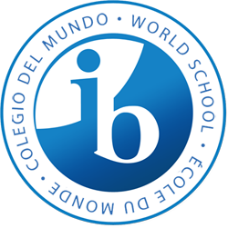 COLEGIO DEL MUNDO · WORLD SCHOOL · ÉCOLE DU MONDE ·
ib